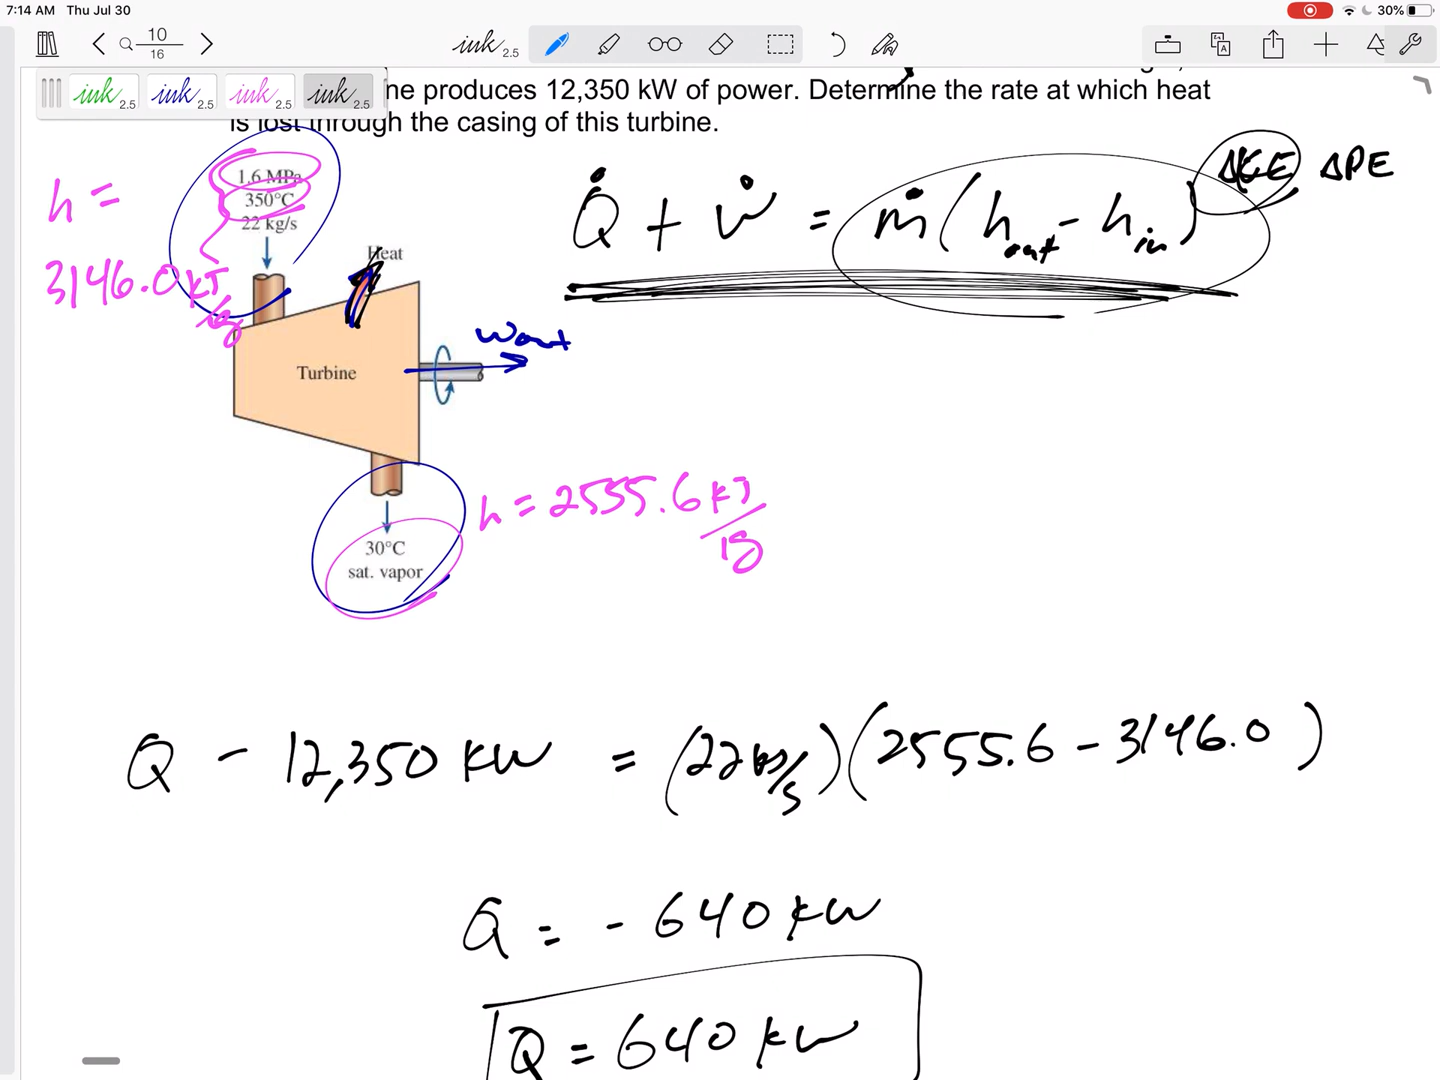 7:14 AM Thu Jul 30
30%
10
16
ink 2.5
ink 2.5 ink 2.5 ink 2.5 ink 2.5
ne produces 12,350 kW of power. Determine the rate at which heat
is lost through the casing of this turbine.
h =
3146.0 kJ/kg
1.6 MPa
350°C
22 kg/s
Heat
Q̇ + ẇ = ṁ(h out - h in) ΔKE ΔPE
Wout
Turbine
h = 2555.6 kJ/kg
30°C
sat. vapor
Q - 12,350 kW = (22 kg/s)(2555.6 - 3146.0)
Q = - 640 kW
Q = 640 kW